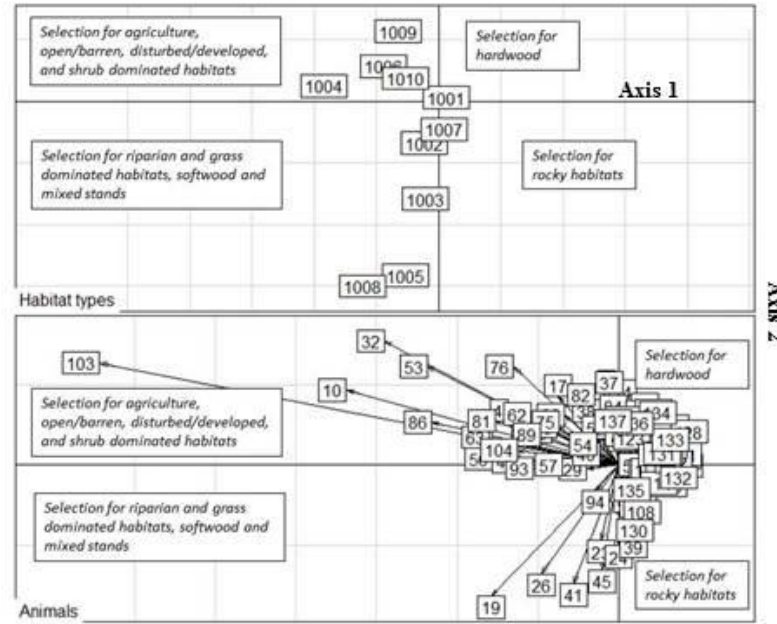 Selection for agriculture,
open/barren, disturbed/developed,
and shrub dominated habitats
1009
Selection for
hardwood
1006
1010
1004
1001
Axis 1
1007
1002
Selection for riparian and grass
dominated habitats, softwood and
mixed stands
Selection for
rocky habitats
1003
1005
1008
Habitat types
Axis 2
32
103
53
76
Selection for
hardwood
10
17
37
82
Selection for agriculture,
open/barren, disturbed/developed,
and shrub dominated habitats
86
81
62
75
137
89
54
133
104
93
57
29
132
135
94
108
130
Selection for riparian and grass
dominated habitats, softwood and
mixed stands
39
26
45
41
19
Selection for
rocky habitats
Animals